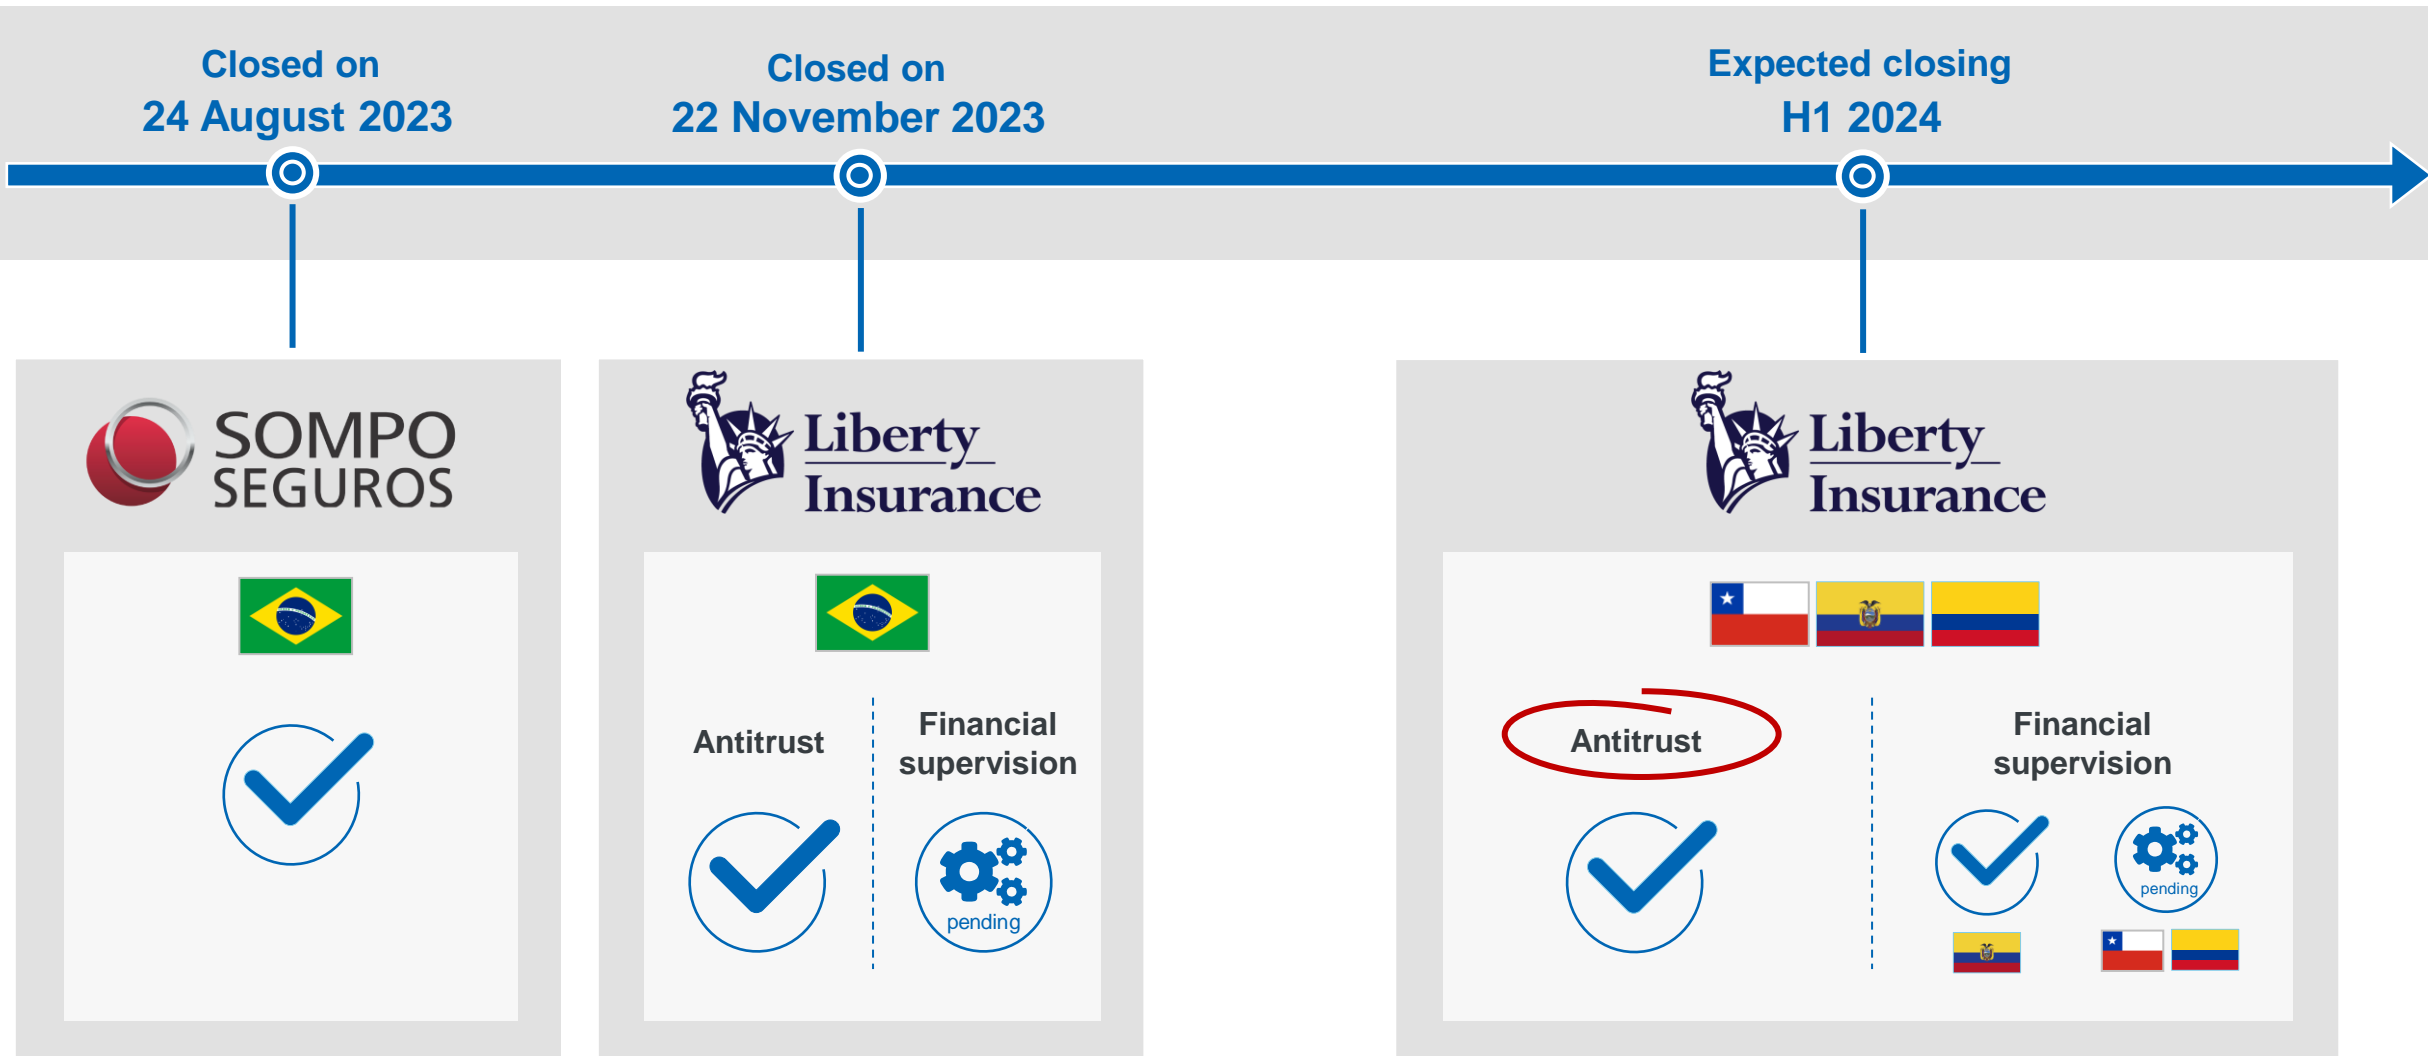 Closed on
24 August 2023
Closed on
22 November 2023
Expected closing
H1 2024
SOMPO
SEGUROS
Liberty
Insurance
Antitrust
Financial
supervision
pending
Liberty
Insurance
Antitrust
Financial
supervision
pending